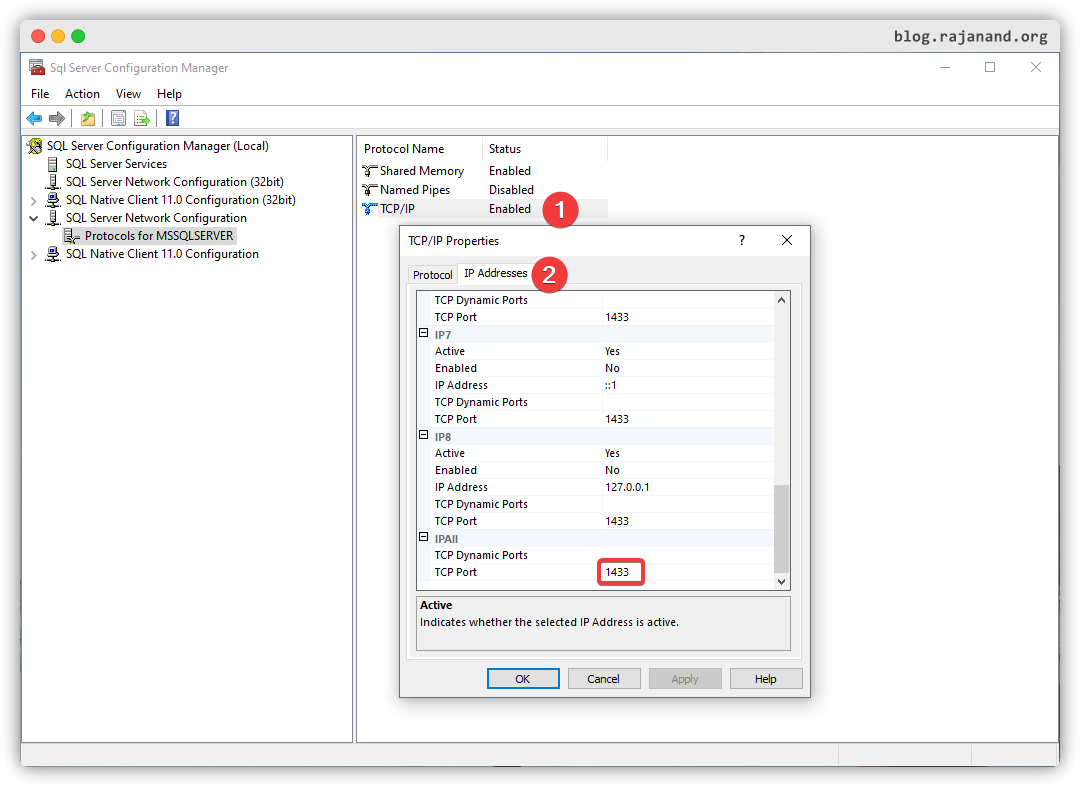 blog.rajanand.org
Sql Server Configuration Manager
File Action View Help
SQL Server Configuration Manager (Local)
SQL Server Services
SQL Server Network Configuration (32bit)
SQL Native Client 11.0 Configuration (32bit)
SQL Server Network Configuration
Protocols for MSSQLSERVER
SQL Native Client 11.0 Configuration
Protocol Name Status
Shared Memory Enabled
Named Pipes Disabled
TCP/IP Enabled
1
TCP/IP Properties
?
Protocol IP Addresses
2
TCP Dynamic Ports
TCP Port 1433
IP7
Active Yes
Enabled No
IP Address ::1
TCP Dynamic Ports
TCP Port 1433
IP8
Active Yes
Enabled No
IP Address 127.0.0.1
TCP Dynamic Ports
TCP Port 1433
IPAll
TCP Dynamic Ports
TCP Port 1433
Active
Indicates whether the selected IP Address is active.
OK Cancel Apply Help